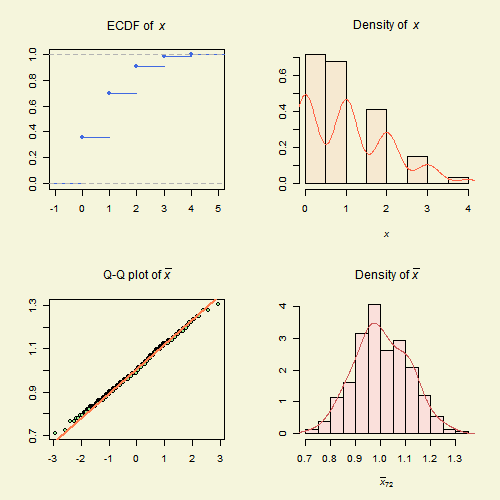 ECDF of x
0.0 0.2 0.4 0.6 0.8 1.0
-1 0 1 2 3 4 5
Density of x
0.0 0.2 0.4 0.6
0 1 2 3 4
x
Q-Q plot of x̅
0.7 0.9 1.1 1.3
-3 -2 -1 0 1 2 3
Density of x̅
0 1 2 3 4
0.7 0.8 0.9 1.0 1.1 1.2 1.3
x̅72